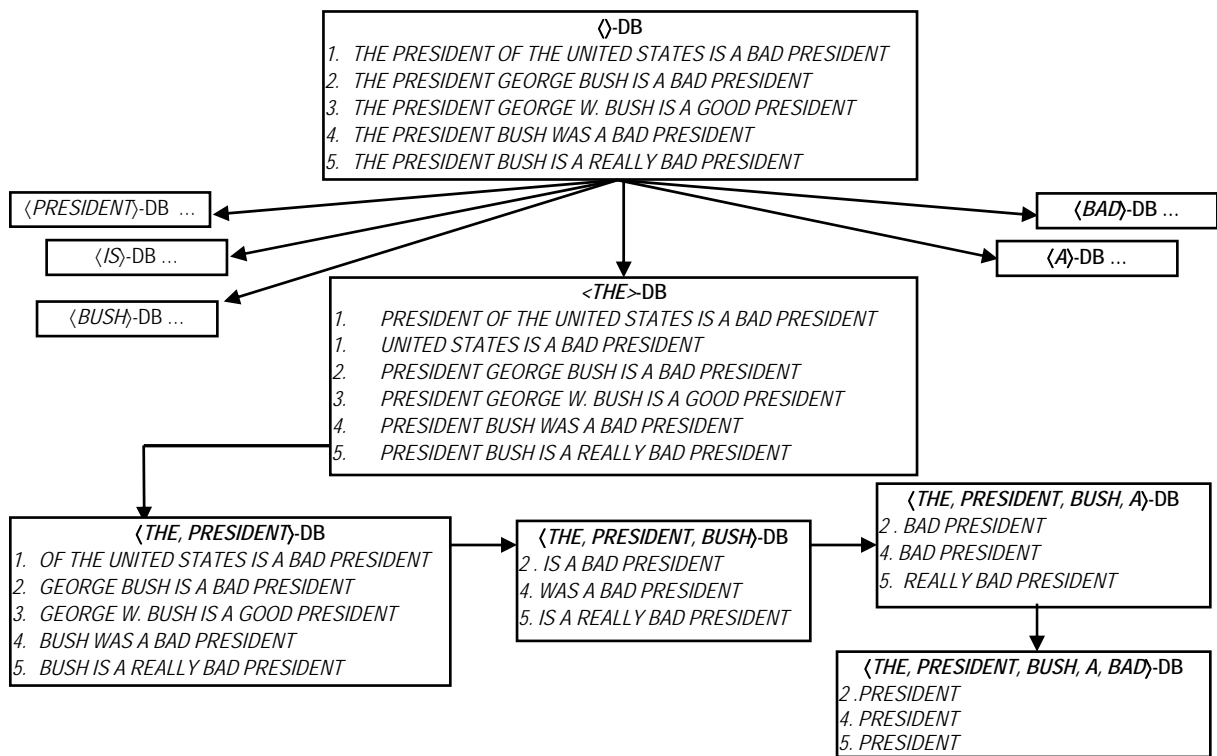 ⟨⟩-DB
1. THE PRESIDENT OF THE UNITED STATES IS A BAD PRESIDENT
2. THE PRESIDENT GEORGE BUSH IS A BAD PRESIDENT
3. THE PRESIDENT GEORGE W. BUSH IS A GOOD PRESIDENT
4. THE PRESIDENT BUSH WAS A BAD PRESIDENT
5. THE PRESIDENT BUSH IS A REALLY BAD PRESIDENT
⟨PRESIDENT⟩-DB ...
⟨BAD⟩-DB ...
⟨IS⟩-DB ...
⟨A⟩-DB ...
⟨BUSH⟩-DB ...
<THE>-DB
1. PRESIDENT OF THE UNITED STATES IS A BAD PRESIDENT
1. UNITED STATES IS A BAD PRESIDENT
2. PRESIDENT GEORGE BUSH IS A BAD PRESIDENT
3. PRESIDENT GEORGE W. BUSH IS A GOOD PRESIDENT
4. PRESIDENT BUSH WAS A BAD PRESIDENT
5. PRESIDENT BUSH IS A REALLY BAD PRESIDENT
⟨THE, PRESIDENT⟩-DB
1. OF THE UNITED STATES IS A BAD PRESIDENT
2. GEORGE BUSH IS A BAD PRESIDENT
3. GEORGE W. BUSH IS A GOOD PRESIDENT
4. BUSH WAS A BAD PRESIDENT
5. BUSH IS A REALLY BAD PRESIDENT
⟨THE, PRESIDENT, BUSH⟩-DB
2 . IS A BAD PRESIDENT
4. WAS A BAD PRESIDENT
5. IS A REALLY BAD PRESIDENT
⟨THE, PRESIDENT, BUSH, A⟩-DB
2 . BAD PRESIDENT
4. BAD PRESIDENT
5. REALLY BAD PRESIDENT
⟨THE, PRESIDENT, BUSH, A, BAD⟩-DB
2 .PRESIDENT
4. PRESIDENT
5. PRESIDENT